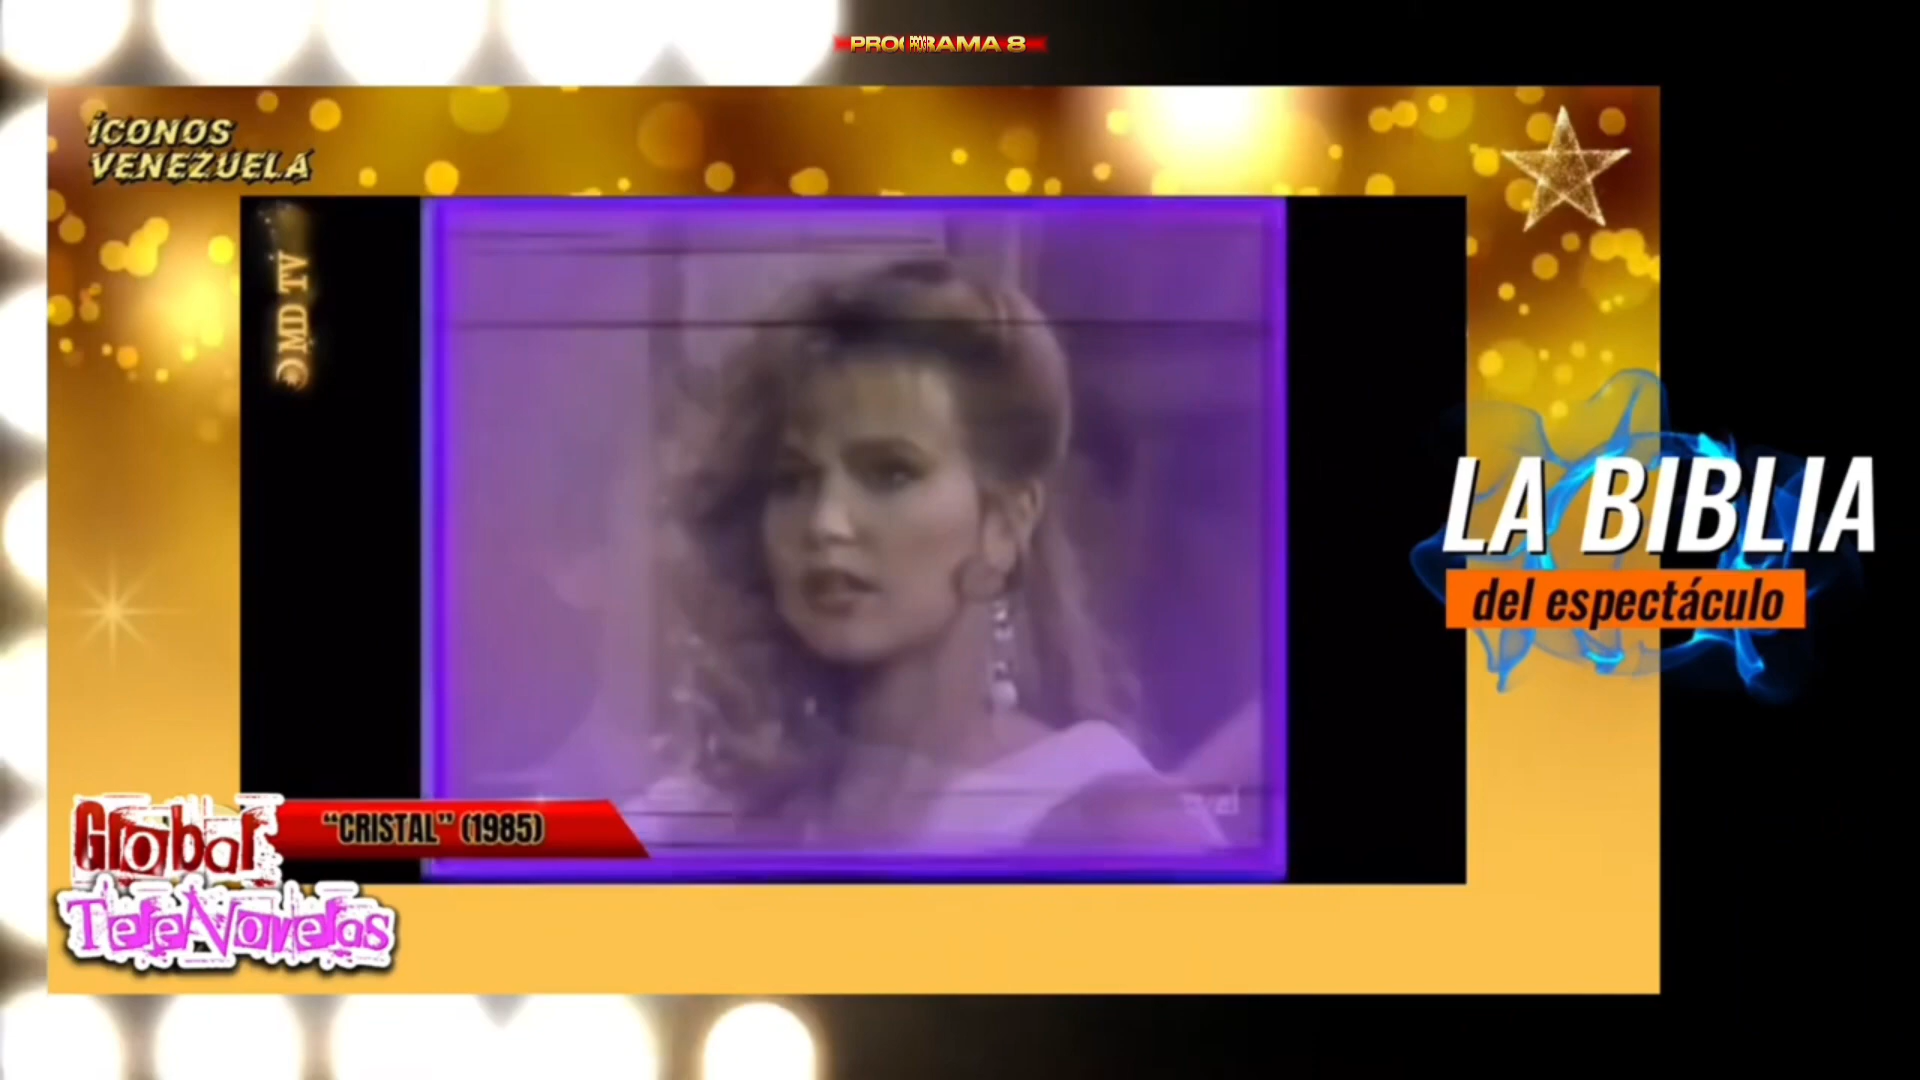 PROGRAMA 8
ÍCONOS
VENEZUELA
MD TV
LA BIBLIA
del espectáculo
Global
TeleNovelas
“CRISTAL” (1985)